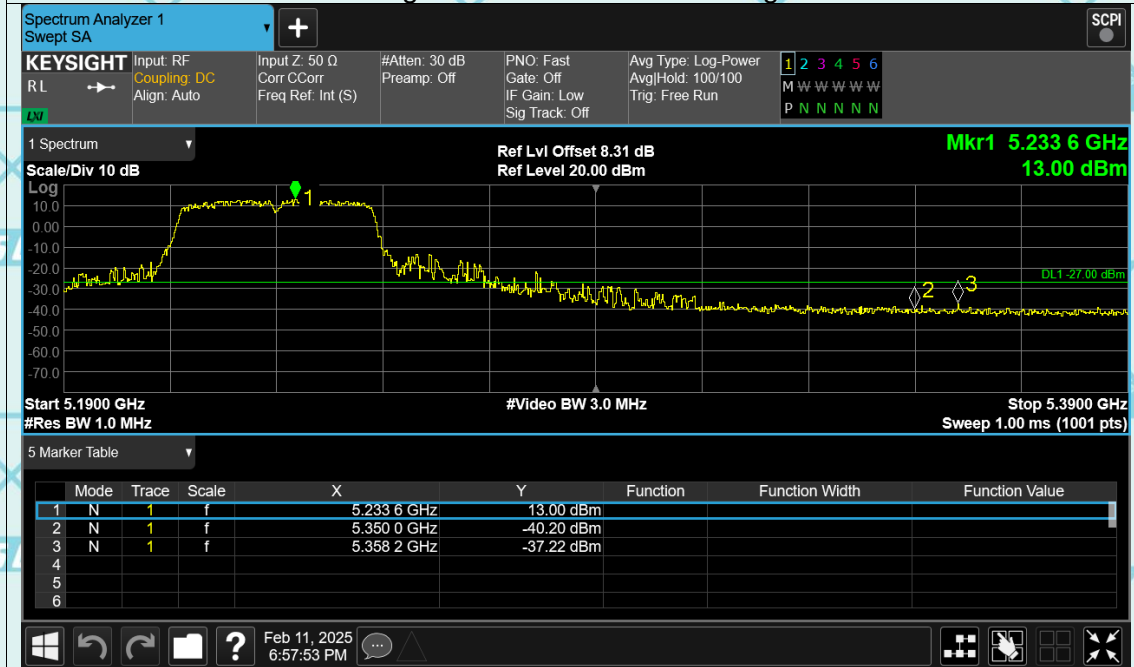 Spectrum Analyzer 1
Swept SA
+
SCPI
KEYSIGHT
RL
LXI
Input: RF
Coupling: DC
Align: Auto
Input Z: 50 Ω
Corr CCorr
Freq Ref: Int (S)
#Atten: 30 dB
Preamp: Off
PNO: Fast
Gate: Off
IF Gain: Low
Sig Track: Off
Avg Type: Log-Power
Avg|Hold: 100/100
Trig: Free Run
1 2 3 4 5 6
M W W W W W
P N N N N N
1 Spectrum
Scale/Div 10 dB
Ref Lvl Offset 8.31 dB
Ref Level 20.00 dBm
Mkr1 5.233 6 GHz
13.00 dBm
Log
10.0
0.00
-10.0
-20.0
-30.0
-40.0
-50.0
-60.0
-70.0
1
2
3
DL1 -27.00 dBm
Start 5.1900 GHz
#Video BW 3.0 MHz
Stop 5.3900 GHz
#Res BW 1.0 MHz
Sweep 1.00 ms (1001 pts)
5 Marker Table
Mode Trace Scale X Y Function Function Width Function Value
1 N 1 f 5.233 6 GHz 13.00 dBm
2 N 1 f 5.350 0 GHz -40.20 dBm
3 N 1 f 5.358 2 GHz -37.22 dBm
4
5
6
?
Feb 11, 2025
6:57:53 PM